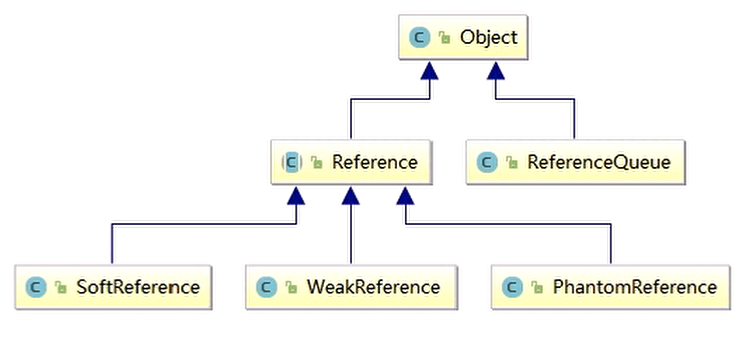 C Object
C Reference
C ReferenceQueue
C SoftReference
C WeakReference
C PhantomReference